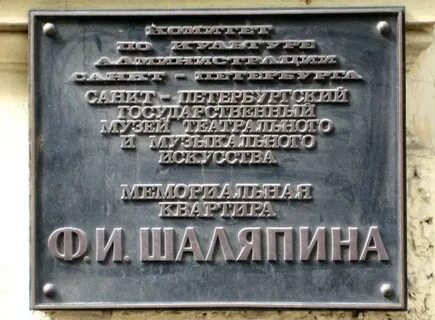 КОМИТЕТ
ПО КУЛЬТУРЕ
АДМИНИСТРАЦИИ
САНКТ - ПЕТЕРБУРГА
САНКТ - ПЕТЕРБУРГСКИЙ
ГОСУДАРСТВЕННЫЙ
МУЗЕЙ ТЕАТРАЛЬНОГО
И МУЗЫКАЛЬНОГО
ИСКУССТВА
МЕМОРИАЛЬНАЯ
КВАРТИРА
Ф.И. ШАЛЯПИНА